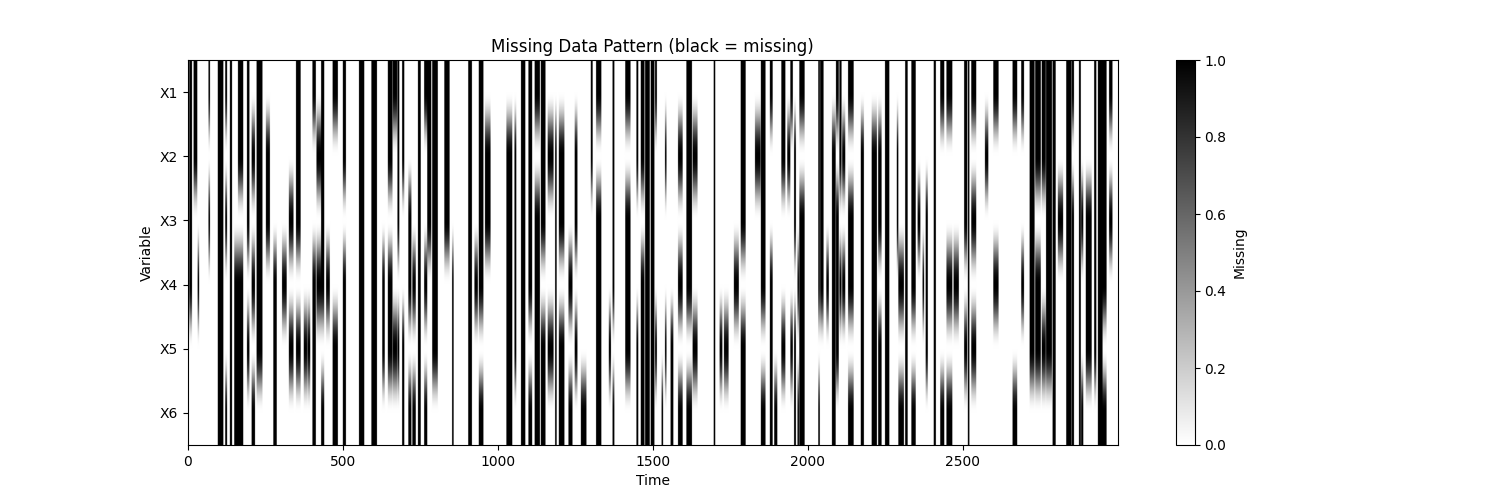 Missing Data Pattern (black = missing)
X1
X2
X3
X4
X5
X6
Variable
0
500
1000
1500
2000
2500
Time
1.0
0.8
0.6
0.4
0.2
0.0
Missing